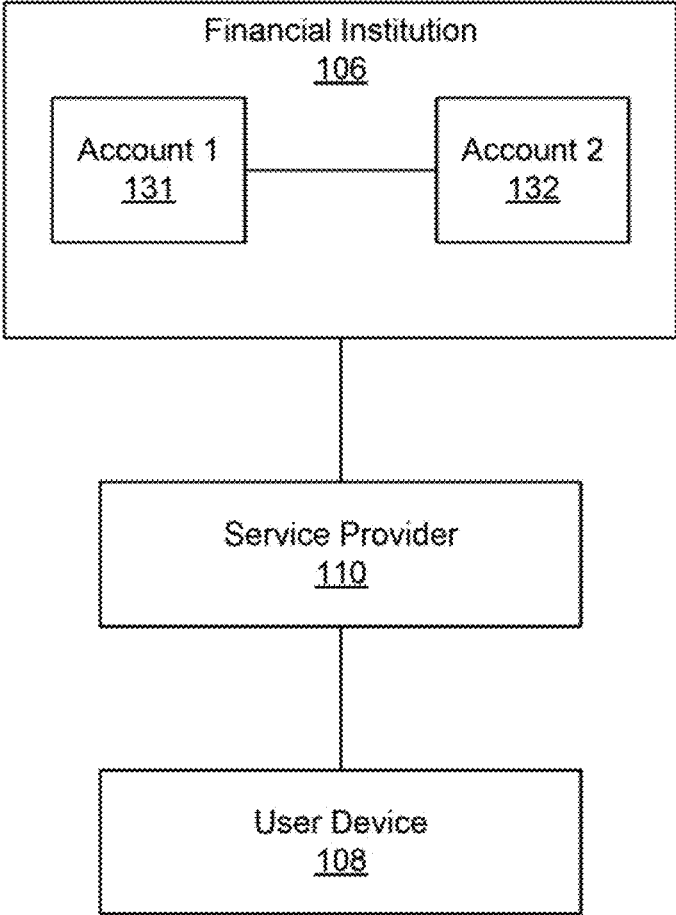 Financial Institution
106
Account 1
131
Account 2
132
Service Provider
110
User Device
108